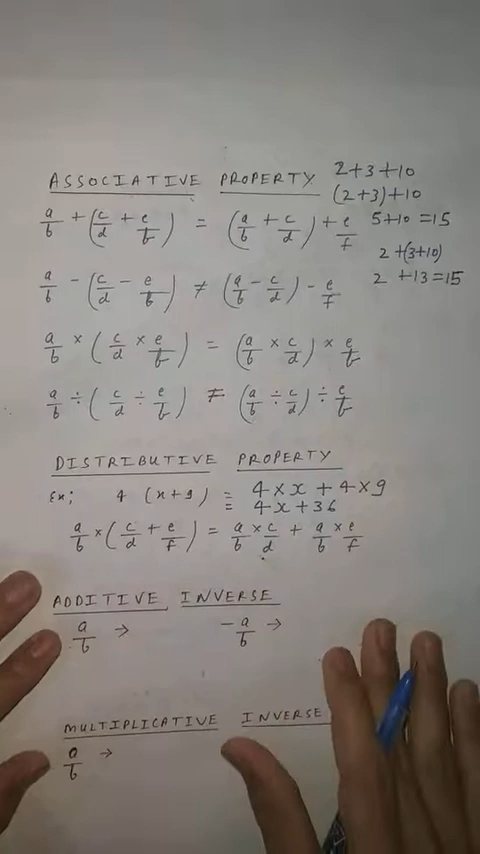 ASSOCIATIVE PROPERTY
2+3+10
(2+3)+10
5+10=15
2+(3+10)
2+13=15
a/b + (c/d + e/f) = (a/b + c/d) + e/f
a/b - (c/d - e/f) ≠ (a/b - c/d) - e/f
a/b × (c/d × e/f) = (a/b × c/d) × e/f
a/b ÷ (c/d ÷ e/f) ≠ (a/b ÷ c/d) ÷ e/f
DISTRIBUTIVE PROPERTY
Ex; 4 (x+9) = 4×x + 4×9
= 4x+36
a/b × (c/d + e/f) = a/b × c/d + a/b × e/f
ADDITIVE INVERSE
a/b → -a/b →
MULTIPLICATIVE INVERSE
a/b →